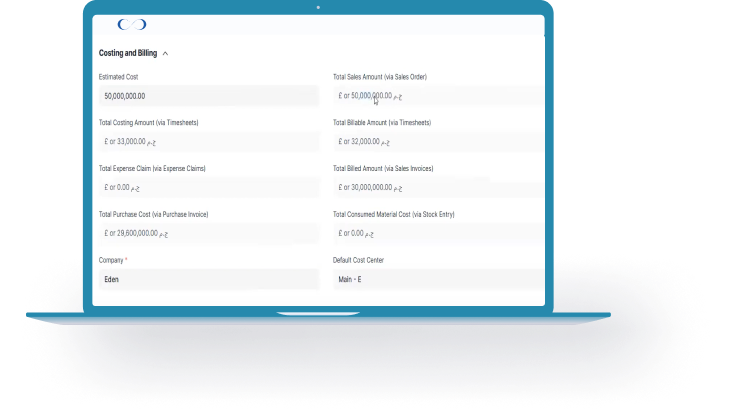 Costing and Billing
Estimated Cost
50,000,000.00
Total Sales Amount (via Sales Order)
£ or 50,000,000.00 ج.م
Total Costing Amount (via Timesheets)
£ or 33,000.00 ج.م
Total Billable Amount (via Timesheets)
£ or 32,000.00 ج.م
Total Expense Claim (via Expense Claims)
£ or 0.00 ج.م
Total Billed Amount (via Sales Invoices)
£ or 30,000,000.00 ج.م
Total Purchase Cost (via Purchase Invoice)
£ or 29,600,000.00 ج.م
Total Consumed Material Cost (via Stock Entry)
£ or 0.00 ج.م
Company *
Eden
Default Cost Center
Main - E